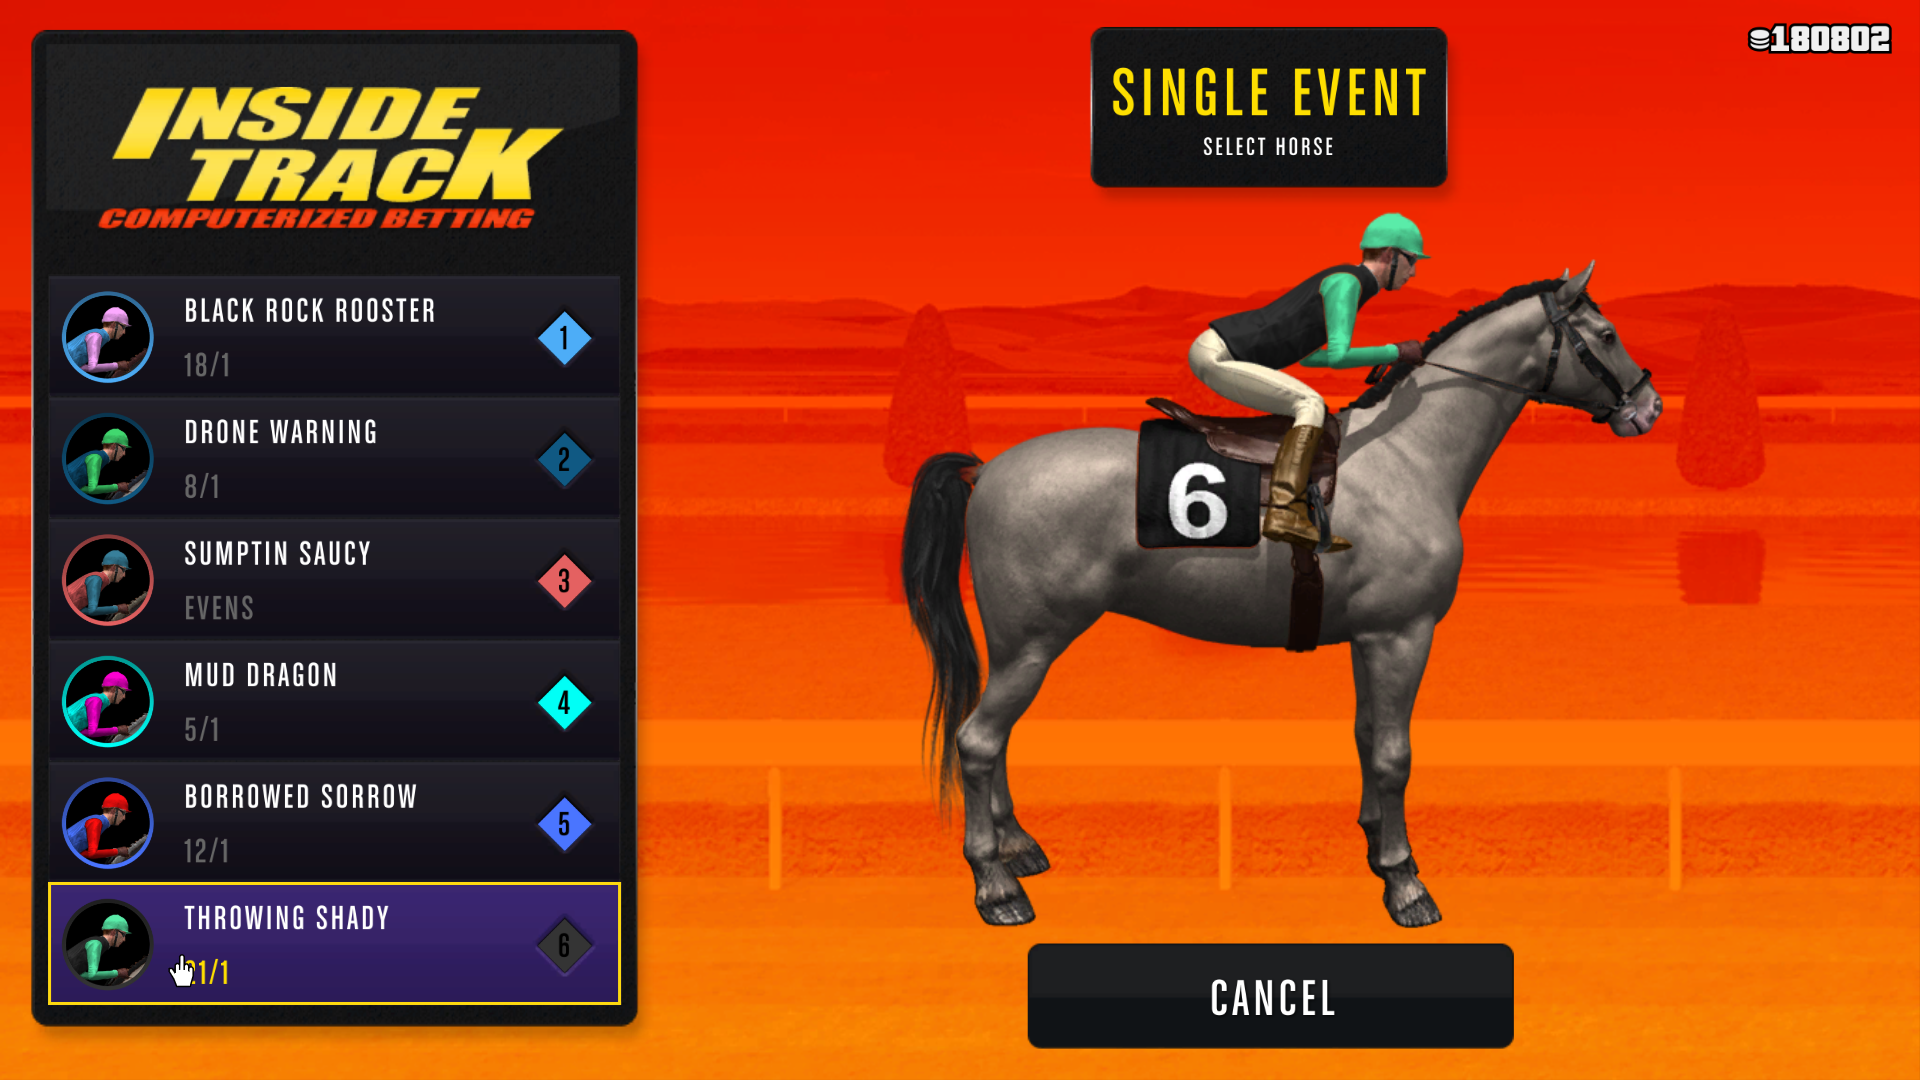 INSIDE
TRACK
COMPUTERIZED BETTING
BLACK ROCK ROOSTER
18/1
1
DRONE WARNING
8/1
2
SUMPTIN SAUCY
EVENS
3
MUD DRAGON
5/1
4
BORROWED SORROW
12/1
5
THROWING SHADY
6
SINGLE EVENT
SELECT HORSE
180802
6
CANCEL